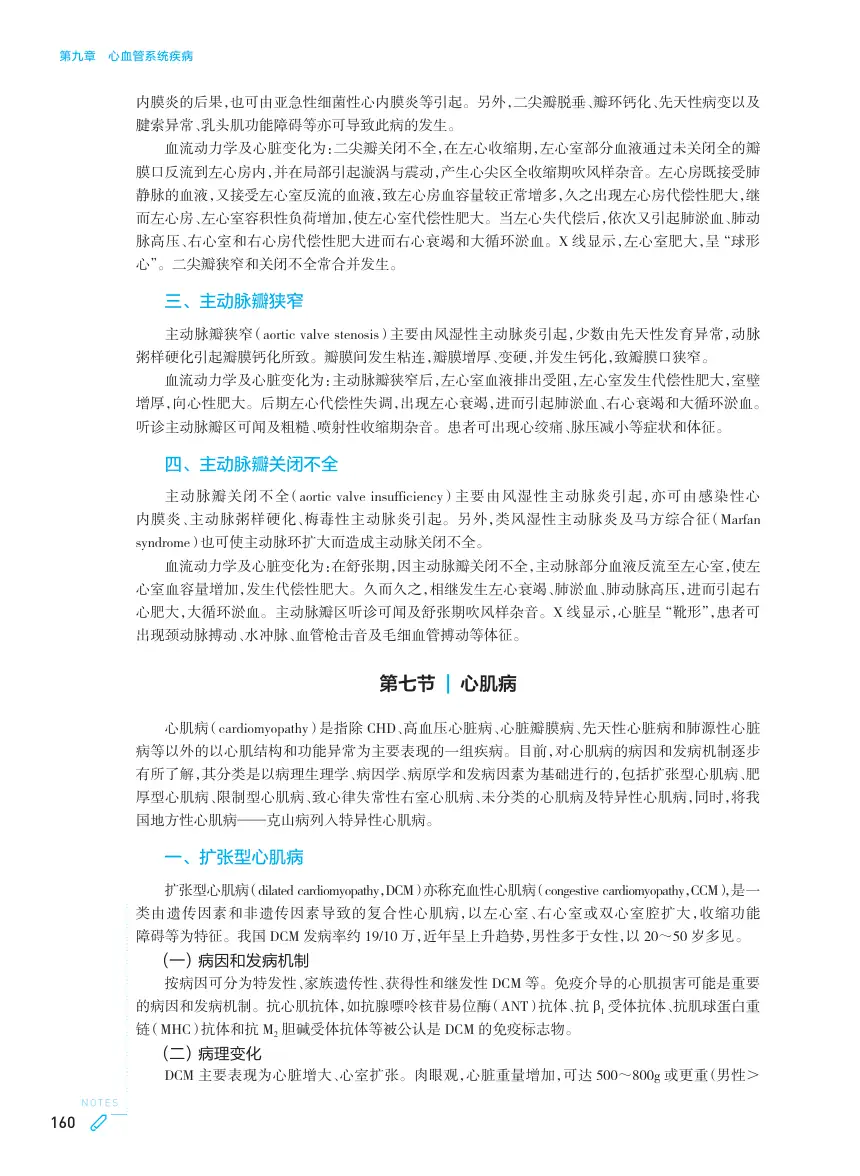 第九章 心血管系统疾病
内膜炎的后果,也可由亚急性细菌性心内膜炎等引起。另外,二尖瓣脱垂、瓣环钙化、先天性病变以及
腱索异常、乳头肌功能障碍等亦可导致此病的发生。
血流动力学及心脏变化为:二尖瓣关闭不全,在左心收缩期,左心室部分血液通过未关闭全的瓣
膜口反流到左心房内,并在局部引起漩涡与震动,产生心尖区全收缩期吹风样杂音。左心房既接受肺
静脉的血液,又接受左心室反流的血液,致左心房血容量较正常增多,久之出现左心房代偿性肥大,继
而左心房、左心室容积性负荷增加,使左心室代偿性肥大。当左心失代偿后,依次又引起肺淤血、肺动
脉高压、右心室和右心房代偿性肥大进而右心衰竭和大循环淤血。X 线显示,左心室肥大,呈 “球形
心”。二尖瓣狭窄和关闭不全常合并发生。
三、主动脉瓣狭窄
主动脉瓣狭窄(aortic valve stenosis)主要由风湿性主动脉炎引起,少数由先天性发育异常,动脉
粥样硬化引起瓣膜钙化所致。瓣膜间发生粘连,瓣膜增厚、变硬,并发生钙化,致瓣膜口狭窄。
血流动力学及心脏变化为:主动脉瓣狭窄后,左心室血液排出受阻,左心室发生代偿性肥大,室壁
增厚,向心性肥大。后期左心代偿性失调,出现左心衰竭,进而引起肺淤血、右心衰竭和大循环淤血。
听诊主动脉瓣区可闻及粗糙、喷射性收缩期杂音。患者可出现心绞痛、脉压减小等症状和体征。
四、主动脉瓣关闭不全
主动脉瓣关闭不全(aortic valve insufficiency)主要由风湿性主动脉炎引起,亦可由感染性心
内膜炎、主动脉粥样硬化、梅毒性主动脉炎引起。另外,类风湿性主动脉炎及马方综合征(Marfan
syndrome)也可使主动脉环扩大而造成主动脉关闭不全。
血流动力学及心脏变化为:在舒张期,因主动脉瓣关闭不全,主动脉部分血液反流至左心室,使左
心室血容量增加,发生代偿性肥大。久而久之,相继发生左心衰竭、肺淤血、肺动脉高压,进而引起右
心肥大,大循环淤血。主动脉瓣区听诊可闻及舒张期吹风样杂音。X 线显示,心脏呈 “靴形”,患者可
出现颈动脉搏动、水冲脉、血管枪击音及毛细血管搏动等体征。
第七节 | 心肌病
心肌病(cardiomyopathy)是指除 CHD、高血压心脏病、心脏瓣膜病、先天性心脏病和肺源性心脏
病等以外的以心肌结构和功能异常为主要表现的一组疾病。目前,对心肌病的病因和发病机制逐步
有所了解,其分类是以病理生理学、病因学、病原学和发病因素为基础进行的,包括扩张型心肌病、肥
厚型心肌病、限制型心肌病、致心律失常性右室心肌病、未分类的心肌病及特异性心肌病,同时,将我
国地方性心肌病——克山病列入特异性心肌病。
一、扩张型心肌病
扩张型心肌病(dilated cardiomyopathy,DCM)亦称充血性心肌病(congestive cardiomyopathy,CCM),是一
类由遗传因素和非遗传因素导致的复合性心肌病,以左心室、右心室或双心室腔扩大,收缩功能
障碍等为特征。我国 DCM 发病率约 19/10 万,近年呈上升趋势,男性多于女性,以 20~50 岁多见。
(一)病因和发病机制
按病因可分为特发性、家族遗传性、获得性和继发性 DCM 等。免疫介导的心肌损害可能是重要
的病因和发病机制。抗心肌抗体,如抗腺嘌呤核苷易位酶(ANT)抗体、抗 β₁ 受体抗体、抗肌球蛋白重
链(MHC)抗体和抗 M₂ 胆碱受体抗体等被公认是 DCM 的免疫标志物。
(二)病理变化
DCM 主要表现为心脏增大、心室扩张。肉眼观,心脏重量增加,可达 500~800g 或更重(男性>
NOTES
160